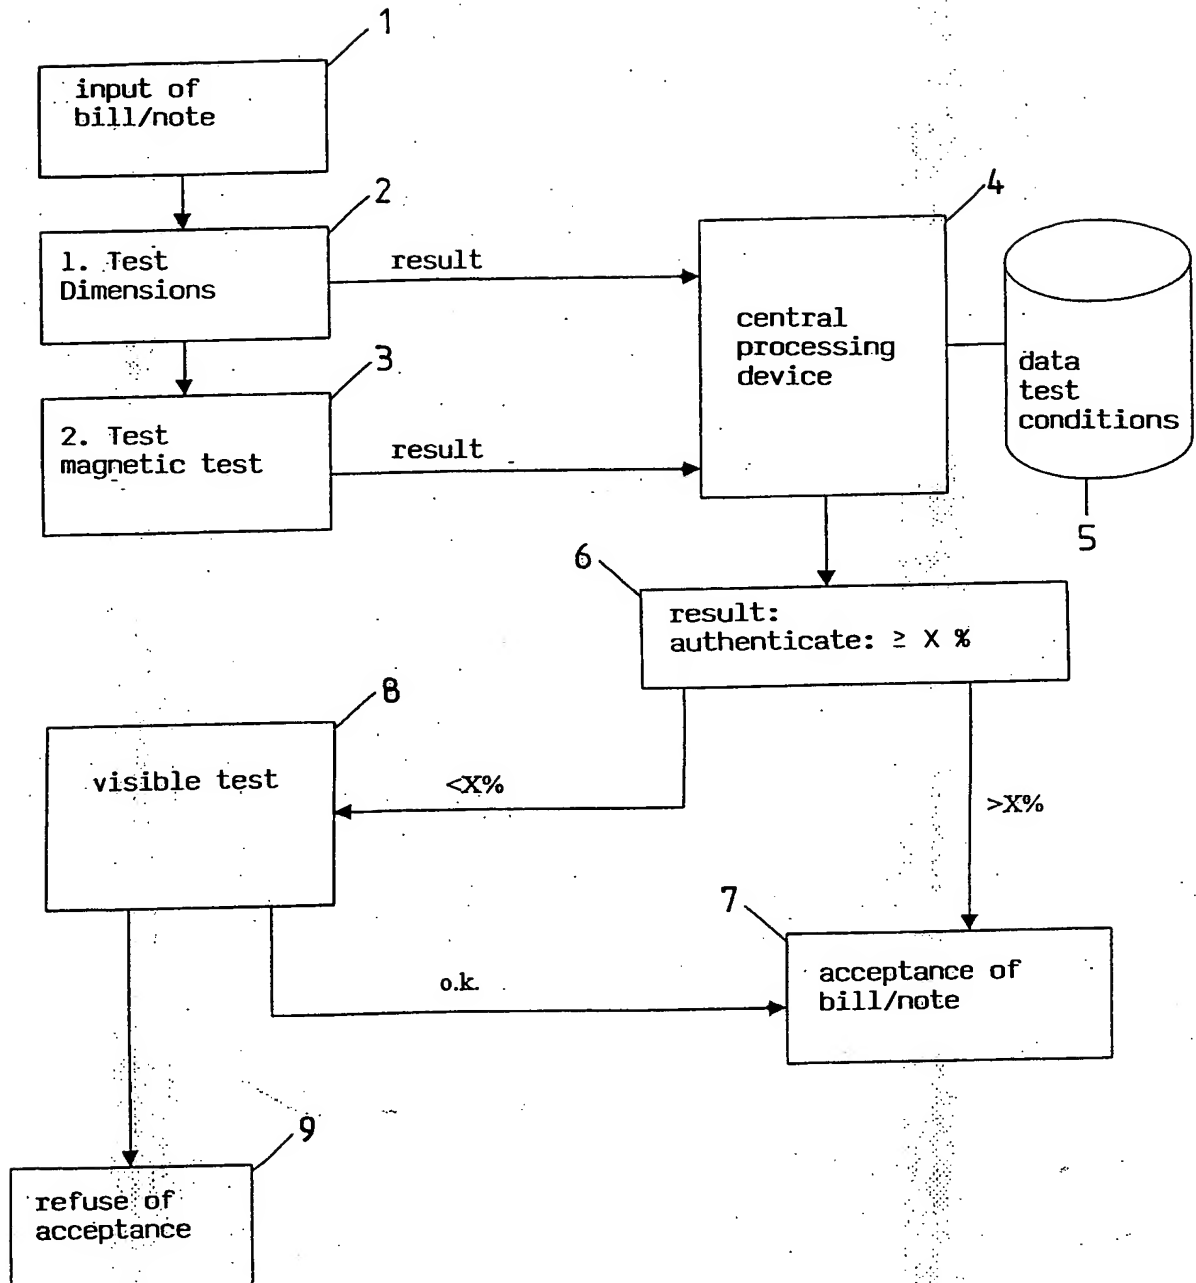 1
input of
bill/note
2
1. Test
Dimensions
result
3
2. Test
magnetic test
result
4
central
processing
device
data
test
conditions
5
6
result:
authenticate: ≥ X %
<X%
>X%
8
visible test
7
acceptance of
bill/note
o.k.
9
refuse of
acceptance